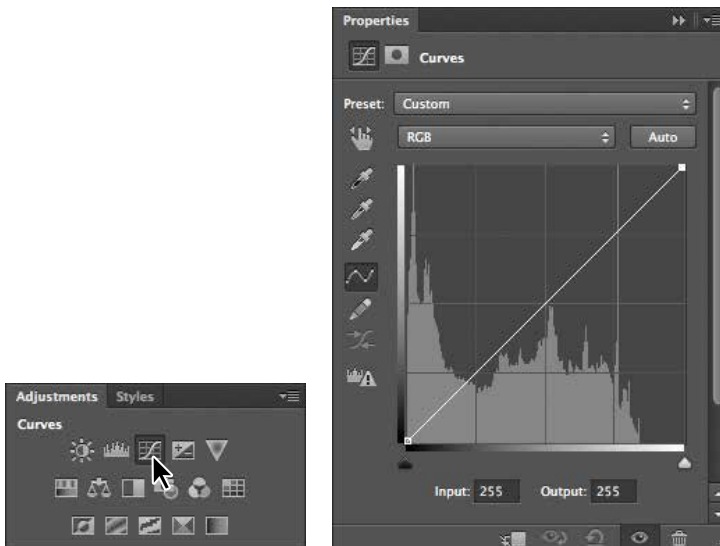 Adjustments Styles
Curves
Properties
Curves
Preset: Custom
RGB Auto
Input: 255 Output: 255